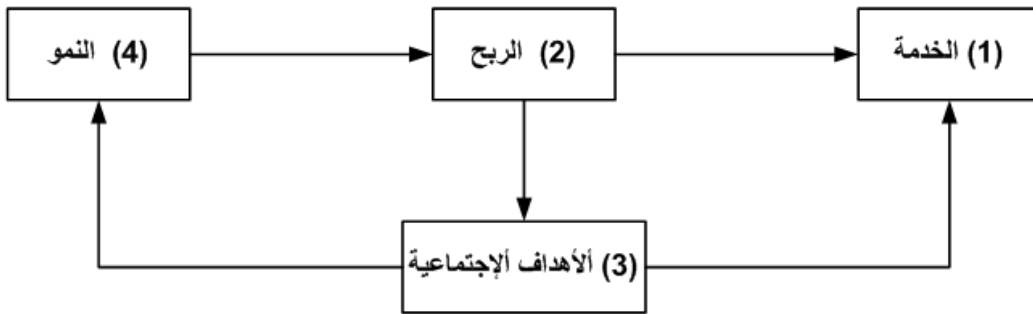 (1) الخدمة
(2) الربح
(4) النمو
(3) ألأهداف ألإجتماعية